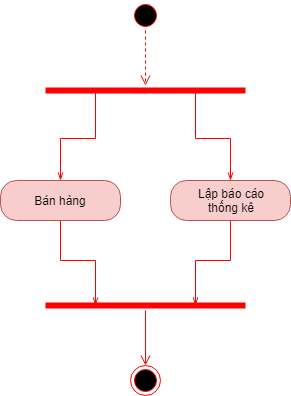 Bán hàng
Lập báo cáo
thống kê